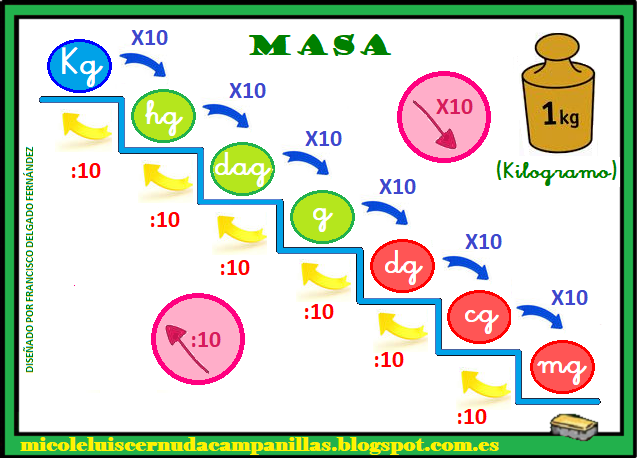 MASA
Kg
X10
hg
X10
dag
X10
g
X10
dg
X10
cg
X10
mg
:10
:10
:10
:10
:10
:10
X10
:10
1kg
(Kilogramo)
DISEÑADO POR FRANCISCO DELGADO FERNÁNDEZ
micoleluiscernudacampanillas.blogspot.com.es